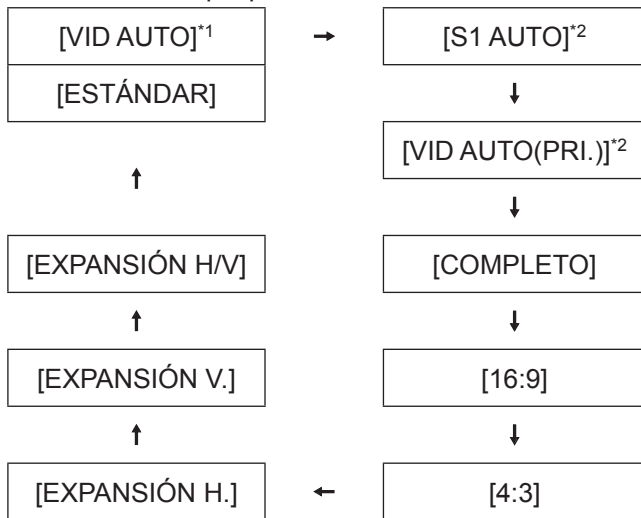 [VID AUTO]*1 → [S1 AUTO]*2
[ESTÁNDAR] ↓
[VID AUTO(PRI.)]*2
↑ ↓
[EXPANSIÓN H/V] [COMPLETO]
↑ ↓
[EXPANSIÓN V.] [16:9]
↑ ↓
[EXPANSIÓN H.] ← [4:3]